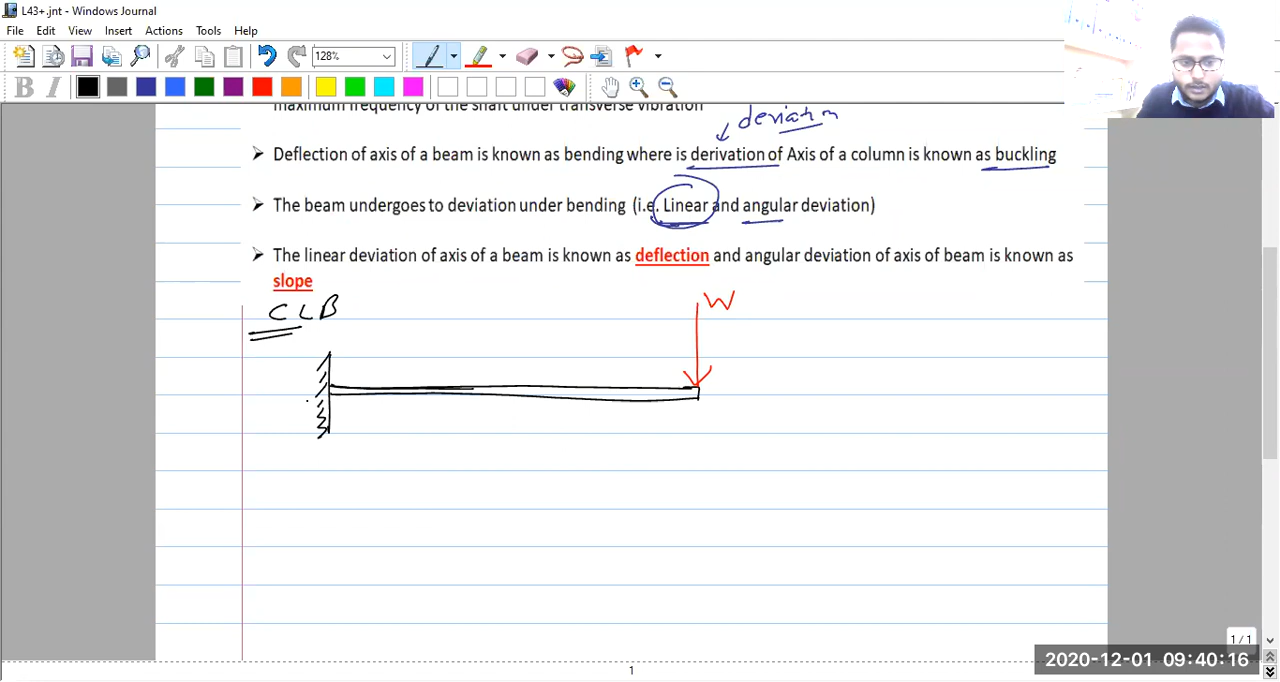 L43+.jnt - Windows Journal
File Edit View Insert Actions Tools Help
128%
B I
maximum frequency of the shaft under transverse vibration
deviatn
Deflection of axis of a beam is known as bending where is derivation of Axis of a column is known as buckling
The beam undergoes to deviation under bending (i.e. Linear and angular deviation)
The linear deviation of axis of a beam is known as deflection and angular deviation of axis of beam is known as
slope
CLB
W
1 / 1
2020-12-01 09:40:16
1